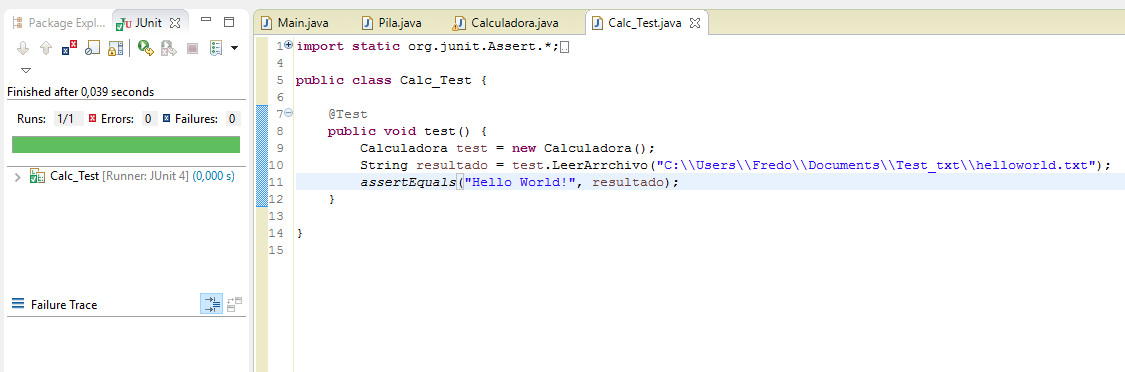 Package Expl...
JUnit
Finished after 0,039 seconds
Runs: 1/1 Errors: 0 Failures: 0
Calc_Test [Runner: JUnit 4] (0,000 s)
Failure Trace
Main.java Pila.java Calculadora.java Calc_Test.java
1 import static org.junit.Assert.*;
4
5 public class Calc_Test {
6
7 @Test
8 public void test() {
9 Calculadora test = new Calculadora();
10 String resultado = test.LeerArrchivo("C:\\Users\\Fredo\\Documents\\Test_txt\\helloworld.txt");
11 assertEquals("Hello World!", resultado);
12 }
13
14 }
15